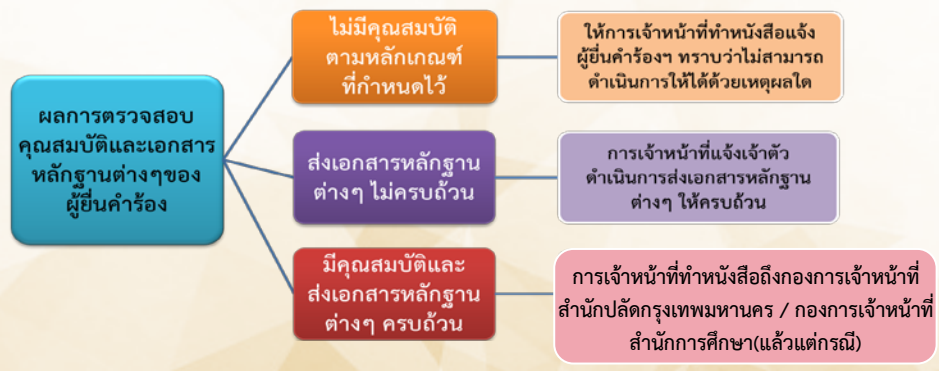 ผลการตรวจสอบ
คุณสมบัติและเอกสาร
หลักฐานต่างๆของ
ผู้ยื่นคำร้อง
ไม่มีคุณสมบัติ
ตามหลักเกณฑ์
ที่กำหนดไว้
ให้การเจ้าหน้าที่ทำหนังสือแจ้ง
ผู้ยื่นคำร้องฯ ทราบว่าไม่สามารถ
ดำเนินการให้ได้ด้วยเหตุผลใด
ส่งเอกสารหลักฐาน
ต่างๆ ไม่ครบถ้วน
การเจ้าหน้าที่แจ้งเจ้าตัว
ดำเนินการส่งเอกสารหลักฐาน
ต่างๆ ให้ครบถ้วน
มีคุณสมบัติและ
ส่งเอกสารหลักฐาน
ต่างๆ ครบถ้วน
การเจ้าหน้าที่ทำหนังสือถึงกองการเจ้าหน้าที่
สำนักปลัดกรุงเทพมหานคร / กองการเจ้าหน้าที่
สำนักการศึกษา(แล้วแต่กรณี)